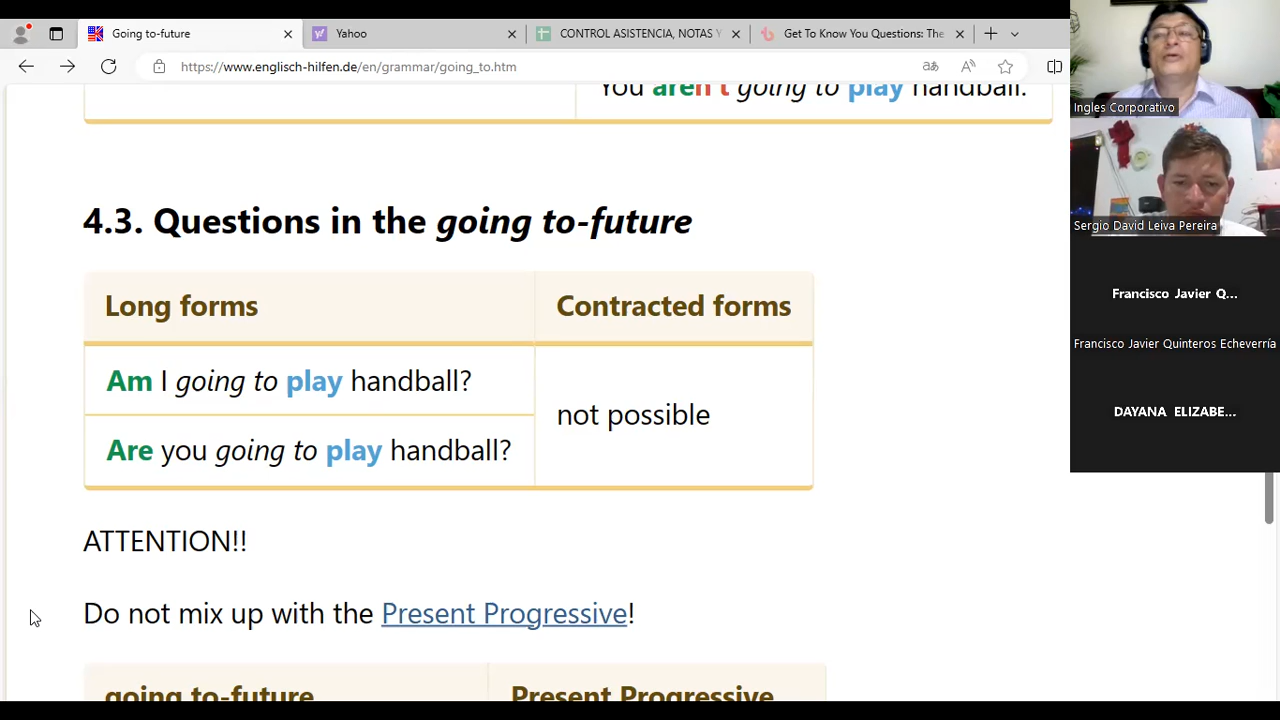 Going to-future
Yahoo
CONTROL ASISTENCIA, NOTAS Y
Get To Know You Questions: The
https://www.englisch-hilfen.de/en/grammar/going_to.htm
You aren't going to play handball.
4.3. Questions in the going to-future
Long forms
Contracted forms
Am I going to play handball?
not possible
Are you going to play handball?
ATTENTION!!
Do not mix up with the Present Progressive!
going to-future
Present Progressive
Ingles Corporativo
Sergio David Leiva Pereira
Francisco Javier Q...
Francisco Javier Quinteros Echeverría
DAYANA ELIZABE...